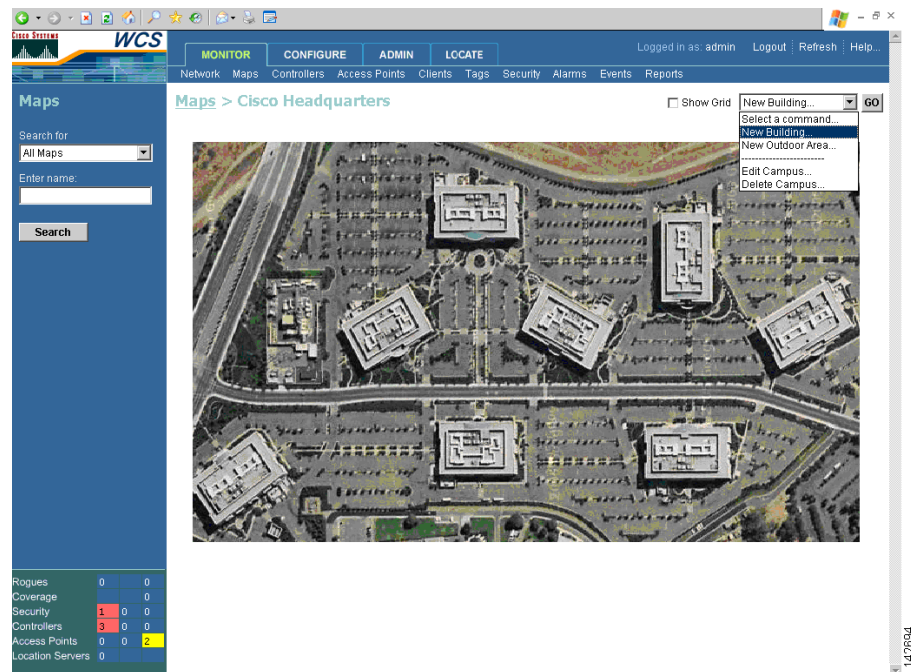 CISCO SYSTEMS
WCS
MONITOR CONFIGURE ADMIN LOCATE
Logged in as: admin Logout Refresh Help...
Network Maps Controllers Access Points Clients Tags Security Alarms Events Reports
Maps
Maps > Cisco Headquarters
Show Grid New Building... GO
Select a command...
New Building...
New Outdoor Area...
------------------------
Edit Campus...
Delete Campus...
Search for
All Maps
Enter name:
Search
Rogues 0 0
Coverage 0
Security 1 0 0
Controllers 3 0 0
Access Points 0 0 2
Location Servers 0
142694